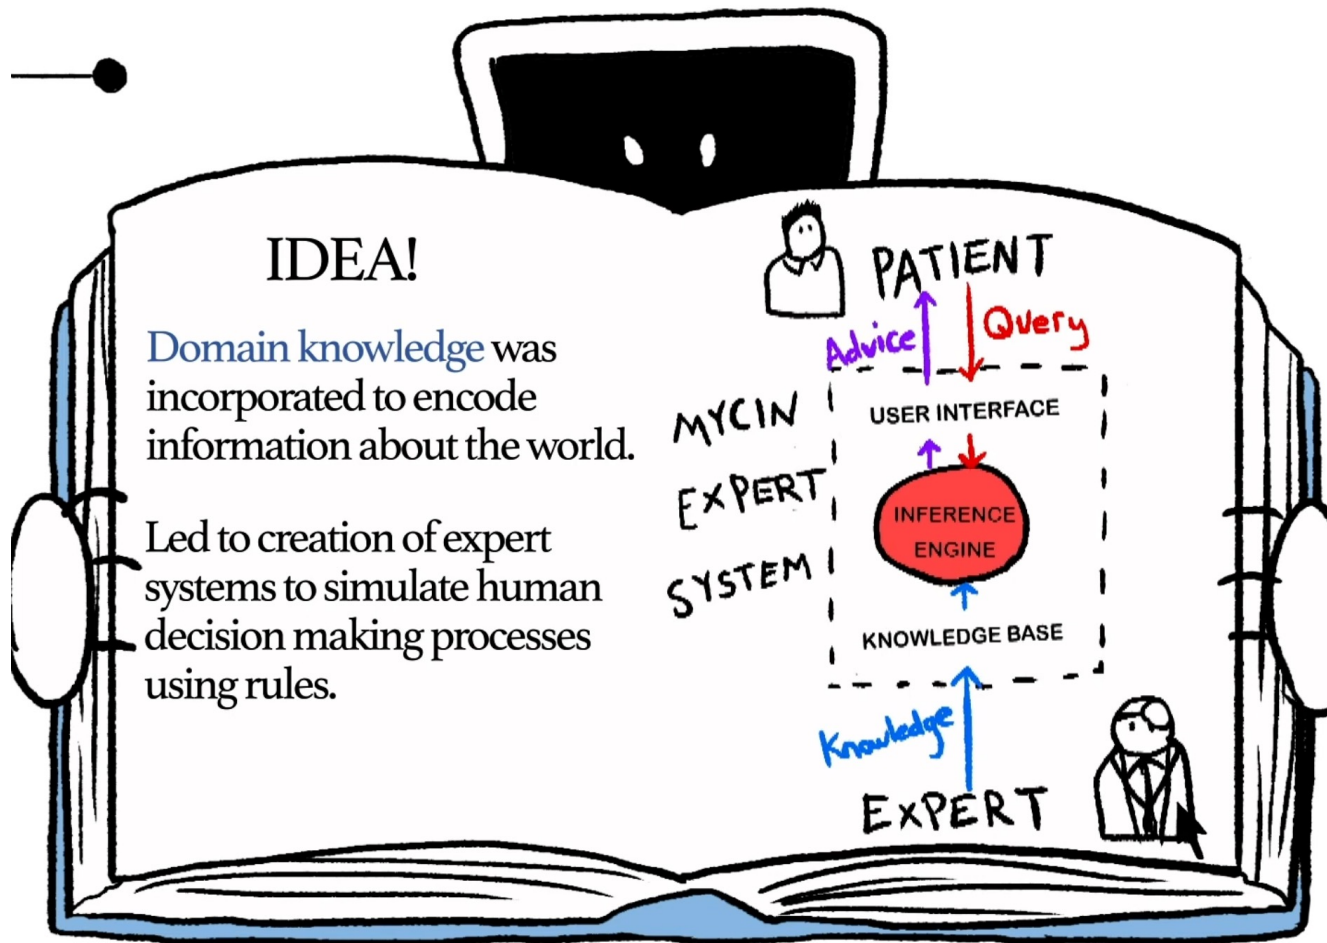 IDEA!
Domain knowledge was
incorporated to encode
information about the world.
Led to creation of expert
systems to simulate human
decision making processes
using rules.
PATIENT
Advice
Query
MYCIN
EXPERT
SYSTEM
USER INTERFACE
INFERENCE
ENGINE
KNOWLEDGE BASE
Knowledge
EXPERT